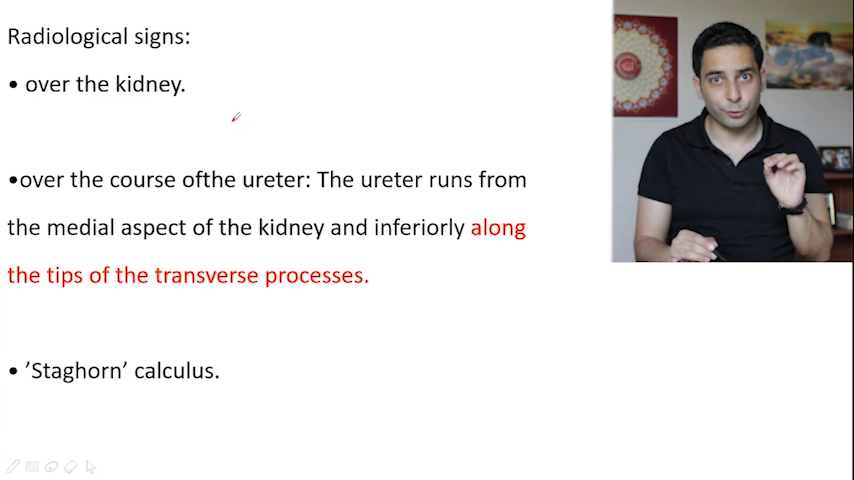 Radiological signs:
• over the kidney.
•over the course ofthe ureter: The ureter runs from
the medial aspect of the kidney and inferiorly along
the tips of the transverse processes.
• ’Staghorn’ calculus.